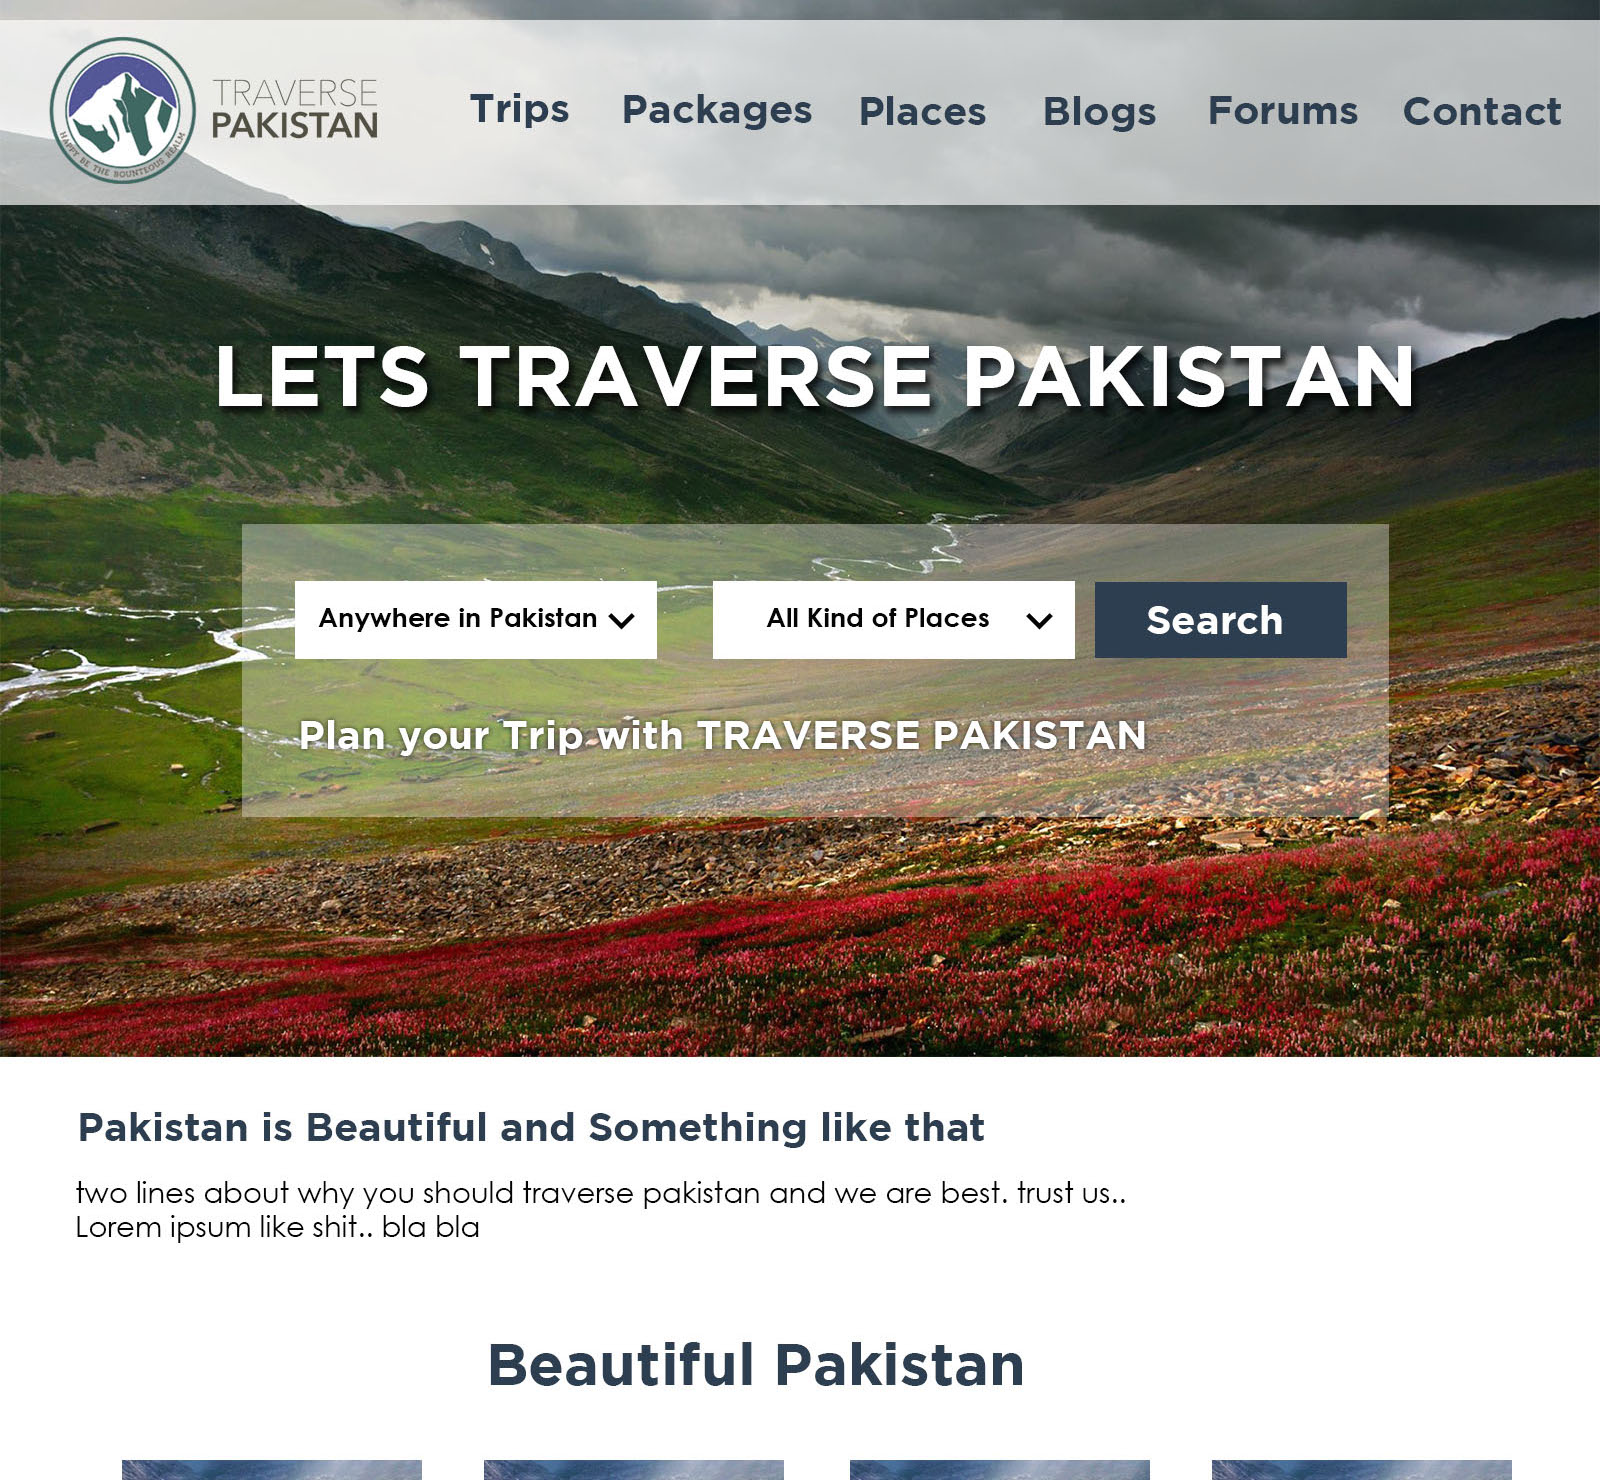 HAPPY BE THE BOUNTEOUS REALM
TRAVERSE
PAKISTAN
Trips
Packages
Places
Blogs
Forums
Contact
LETS TRAVERSE PAKISTAN
Anywhere in Pakistan
All Kind of Places
Search
Plan your Trip with TRAVERSE PAKISTAN
Pakistan is Beautiful and Something like that
two lines about why you should traverse pakistan and we are best. trust us..
Lorem ipsum like shit.. bla bla
Beautiful Pakistan